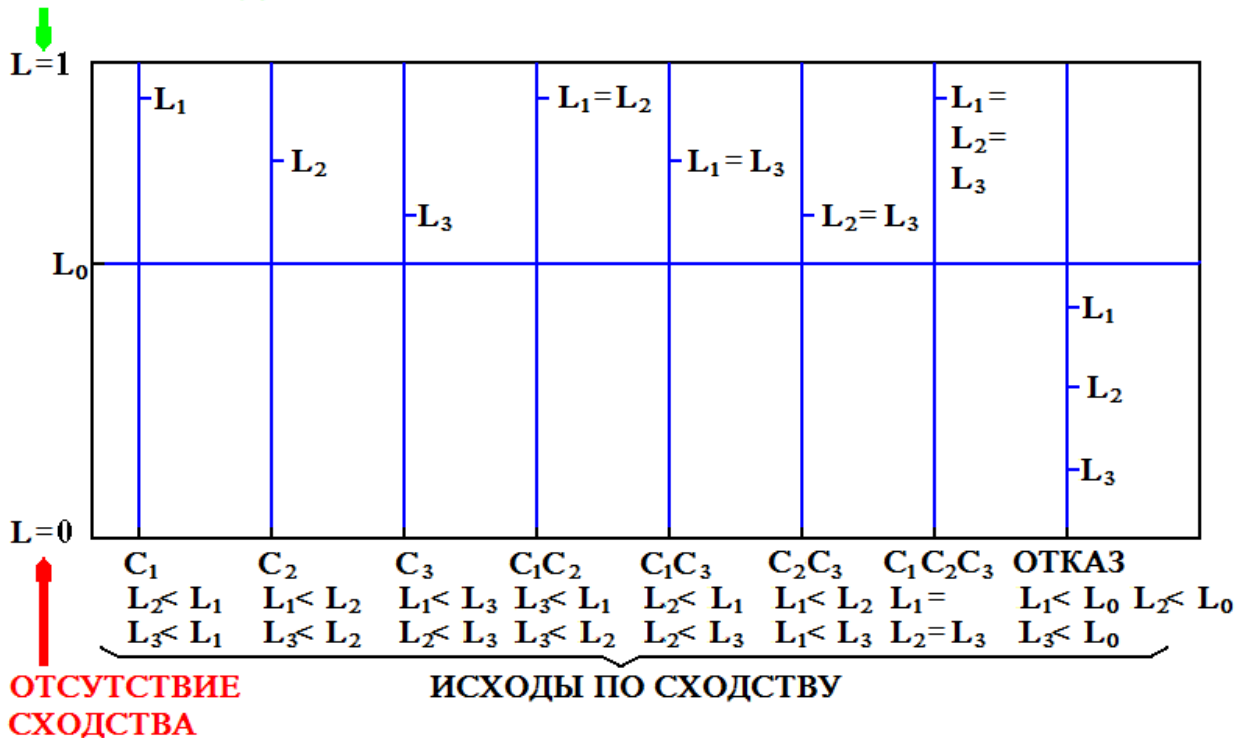 L=1
L₁
L₁=L₂
L₁=
L₂
L₁=L₃
L₂=
L₃
L₃
L₂=L₃
L₀
L₁
L₂
L₃
L=0
C₁ C₂ C₃ C₁C₂ C₁C₃ C₂C₃ C₁C₂C₃ ОТКАЗ
L₂< L₁ L₁< L₂ L₁< L₃ L₃< L₁ L₂< L₁ L₁< L₂ L₁= L₁< L₀ L₂< L₀
L₃< L₁ L₃< L₂ L₂< L₃ L₃< L₂ L₂< L₃ L₁< L₃ L₂=L₃ L₃< L₀
ОТСУТСТВИЕ
СХОДСТВА
ИСХОДЫ ПО СХОДСТВУ